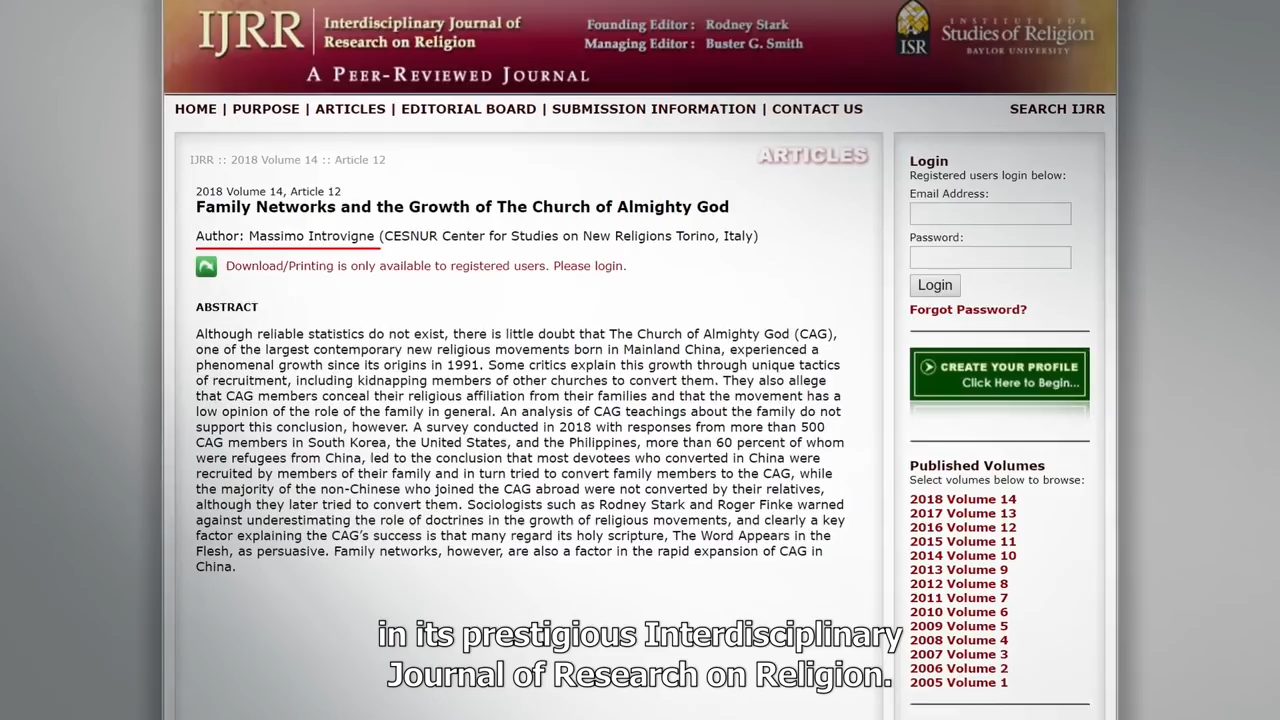 IJRR
Interdisciplinary Journal of
Research on Religion
Founding Editor : Rodney Stark
Managing Editor : Buster G. Smith
ISR
INSTITUTE FOR
Studies of Religion
BAYLOR UNIVERSITY
A PEER-REVIEWED JOURNAL
HOME | PURPOSE | ARTICLES | EDITORIAL BOARD | SUBMISSION INFORMATION | CONTACT US
SEARCH IJRR
IJRR :: 2018 Volume 14 :: Article 12
ARTICLES
2018 Volume 14, Article 12
Family Networks and the Growth of The Church of Almighty God
Author: Massimo Introvigne (CESNUR Center for Studies on New Religions Torino, Italy)
Download/Printing is only available to registered users. Please login.
ABSTRACT
Although reliable statistics do not exist, there is little doubt that The Church of Almighty God (CAG),
one of the largest contemporary new religious movements born in Mainland China, experienced a
phenomenal growth since its origins in 1991. Some critics explain this growth through unique tactics
of recruitment, including kidnapping members of other churches to convert them. They also allege
that CAG members conceal their religious affiliation from their families and that the movement has a
low opinion of the role of the family in general. An analysis of CAG teachings about the family do not
support this conclusion, however. A survey conducted in 2018 with responses from more than 500
CAG members in South Korea, the United States, and the Philippines, more than 60 percent of whom
were refugees from China, led to the conclusion that most devotees who converted in China were
recruited by members of their family and in turn tried to convert family members to the CAG, while
the majority of the non-Chinese who joined the CAG abroad were not converted by their relatives,
although they later tried to convert them. Sociologists such as Rodney Stark and Roger Finke warned
against underestimating the role of doctrines in the growth of religious movements, and clearly a key
factor explaining the CAG’s success is that many regard its holy scripture, The Word Appears in the
Flesh, as persuasive. Family networks, however, are also a factor in the rapid expansion of CAG in
China.
Login
Registered users login below:
Email Address:
Password:
Login
Forgot Password?
CREATE YOUR PROFILE
Click Here to Begin...
Published Volumes
Select volumes below to browse:
2018 Volume 14
2017 Volume 13
2016 Volume 12
2015 Volume 11
2014 Volume 10
2013 Volume 9
2012 Volume 8
2011 Volume 7
2010 Volume 6
2009 Volume 5
2008 Volume 4
2007 Volume 3
2006 Volume 2
2005 Volume 1
in its prestigious Interdisciplinary
Journal of Research on Religion.